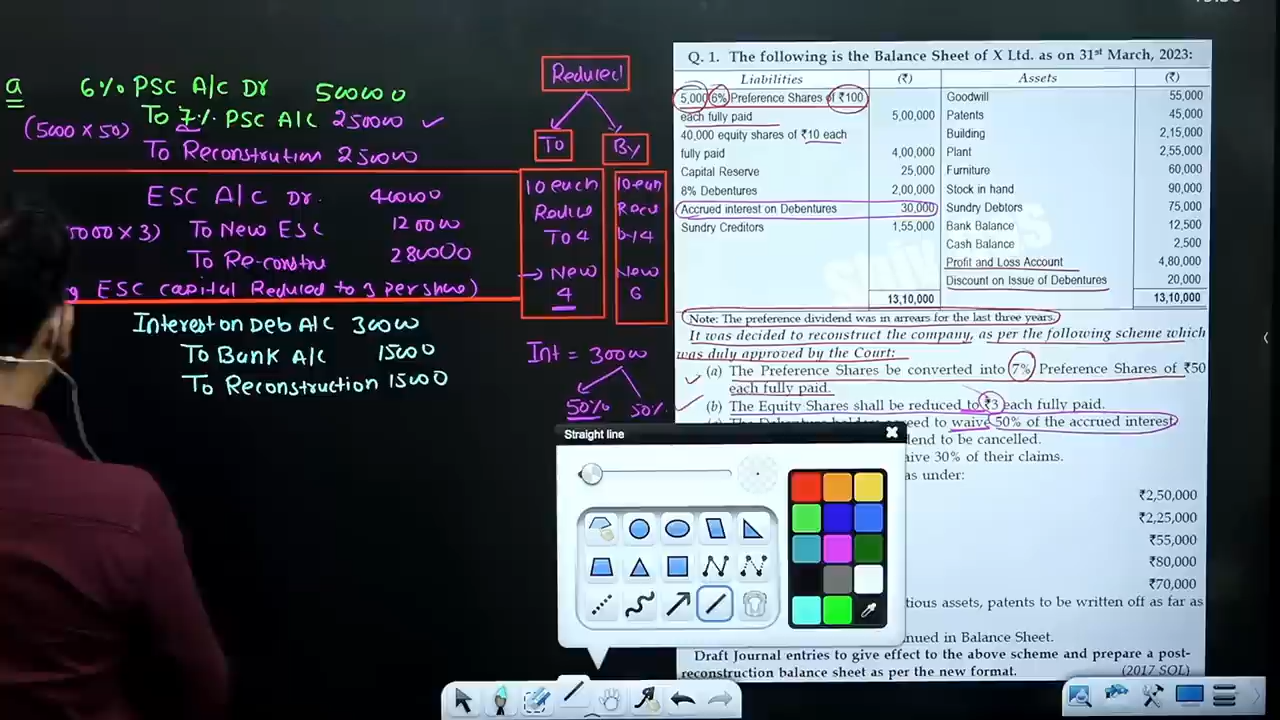 a
6% PSC A/c Dr 500000
(5000 x 50) To 7% PSC A/c 250000 ✓
To Reconstrution 250000
ESC A/c Dr. 400000
000 x 3) To New ESC 120000
To Re-constru 280000
ESC capital Reduced to 3 per share)
Interest on Deb A/c 30000
To Bank A/c 15000
To Reconstruction 15000
Reduced
To By
10 each 10 each
Reduce
To 4 by 4
→ New New
4 6
Int = 30000
50% 50%
Q. 1. The following is the Balance Sheet of X Ltd. as on 31st March, 2023:
Liabilities (₹) Assets (₹)
5,000 6% Preference Shares of ₹100 Goodwill 55,000
each fully paid 5,00,000 Patents 45,000
40,000 equity shares of ₹10 each Building 2,15,000
fully paid 4,00,000 Plant 2,55,000
Capital Reserve 25,000 Furniture 60,000
8% Debentures 2,00,000 Stock in hand 90,000
Accrued interest on Debentures 30,000 Sundry Debtors 75,000
Sundry Creditors 1,55,000 Bank Balance 12,500
Cash Balance 2,500
Profit and Loss Account 4,80,000
Discount on Issue of Debentures 20,000
13,10,000 13,10,000
Note: The preference dividend was in arrears for the last three years.
It was decided to reconstruct the company, as per the following scheme which
was duly approved by the Court:
(a) The Preference Shares be converted into 7% Preference Shares of ₹50
each fully paid.
(b) The Equity Shares shall be reduced to ₹3 each fully paid.
to waive 50% of the accrued interest.
dend to be cancelled.
aive 30% of their claims.
as under:
₹2,50,000
₹2,25,000
₹55,000
₹80,000
₹70,000
tious assets, patents to be written off as far as
nued in Balance Sheet.
Draft Journal entries to give effect to the above scheme and prepare a post-
reconstruction balance sheet as per the new format. (2017 SOL)
Straight line